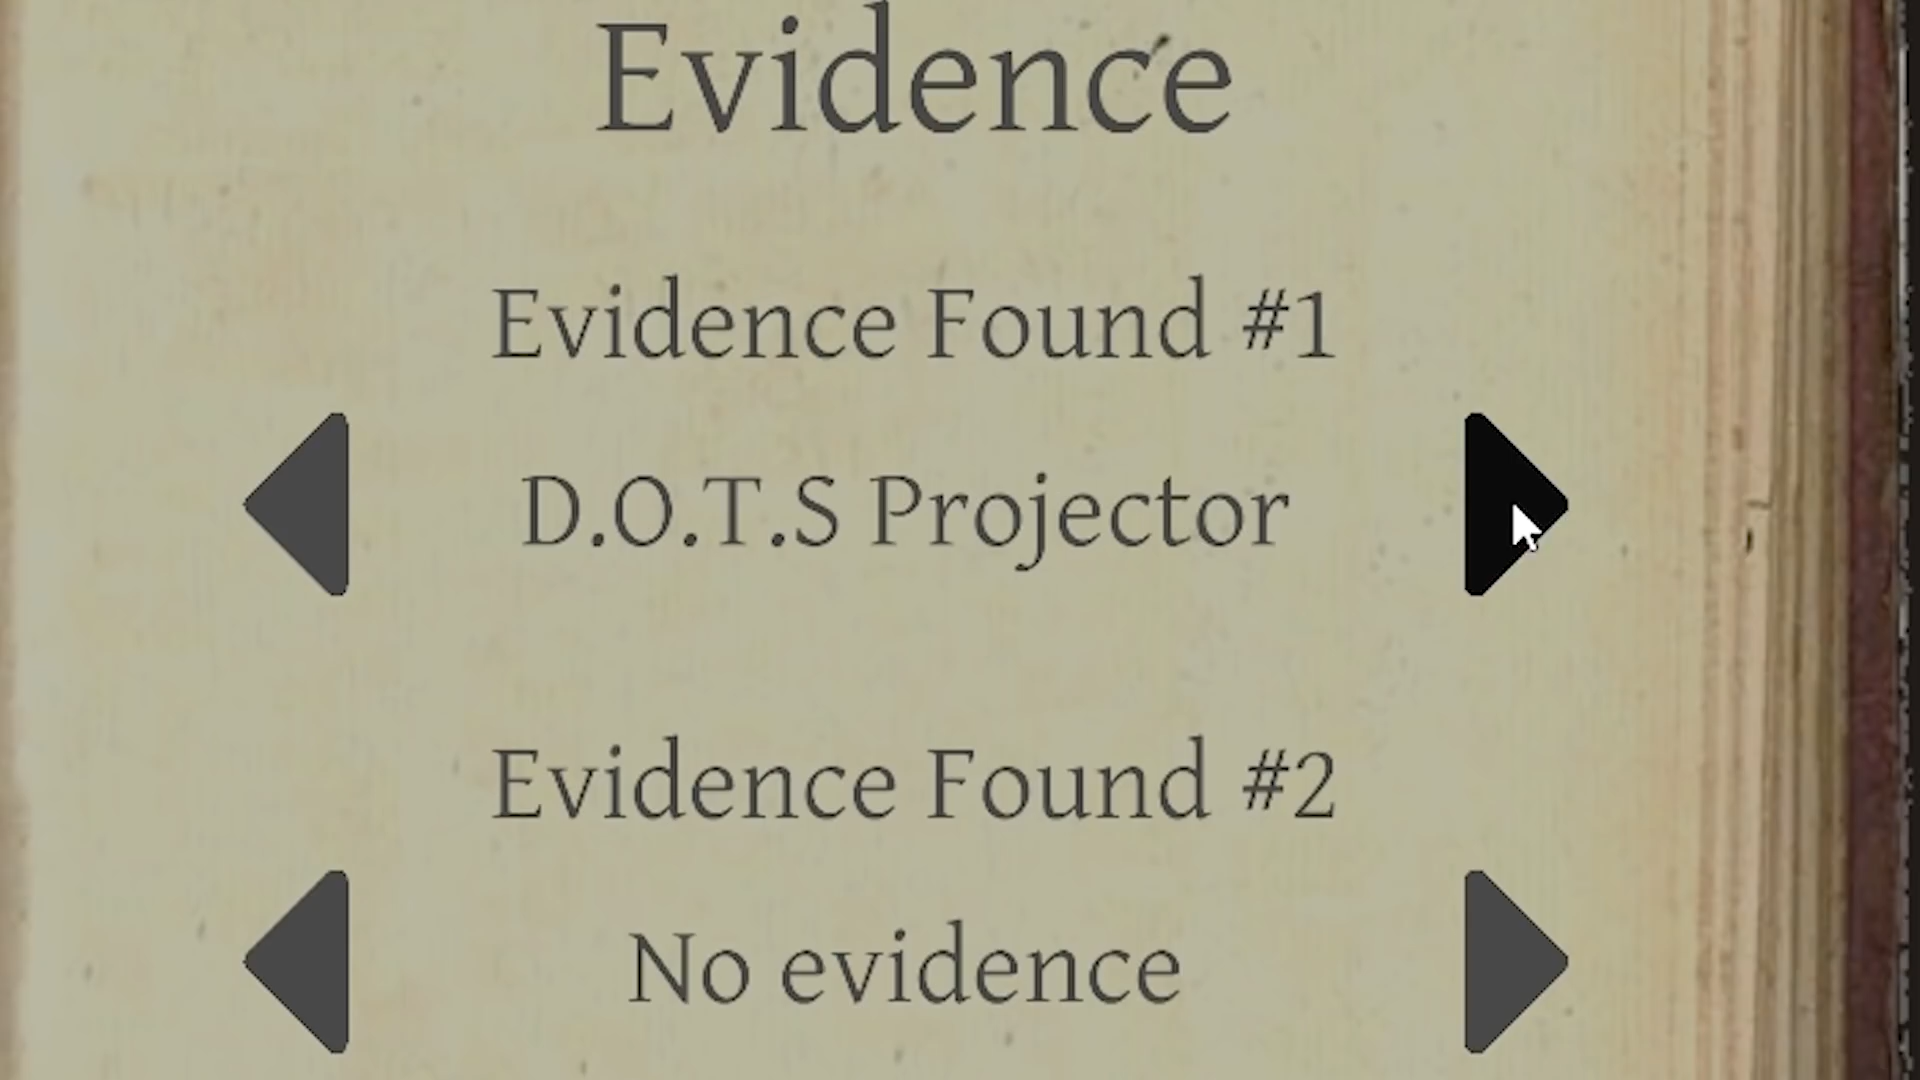 Evidence
Evidence Found #1
D.O.T.S Projector
Evidence Found #2
No evidence